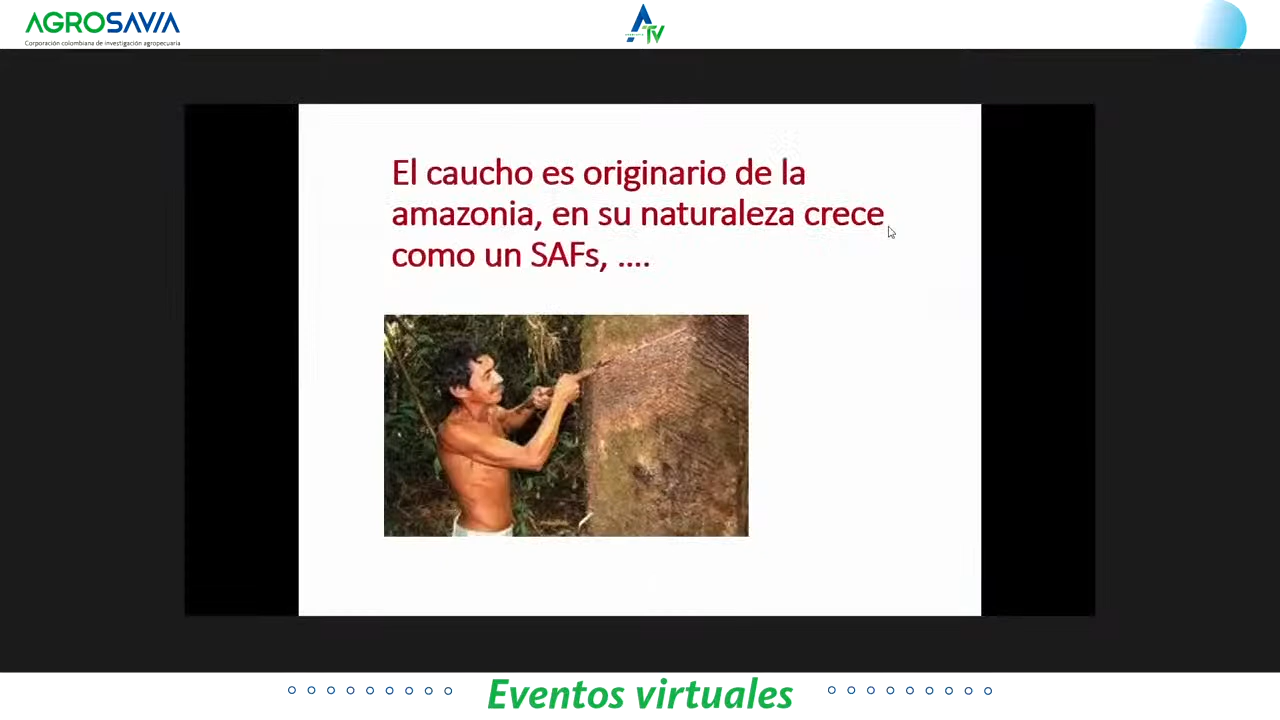 AGROSAVIA
Corporación colombiana de investigación agropecuaria
TV
El caucho es originario de la
amazonia, en su naturaleza crece
como un SAFs, ....
Eventos virtuales